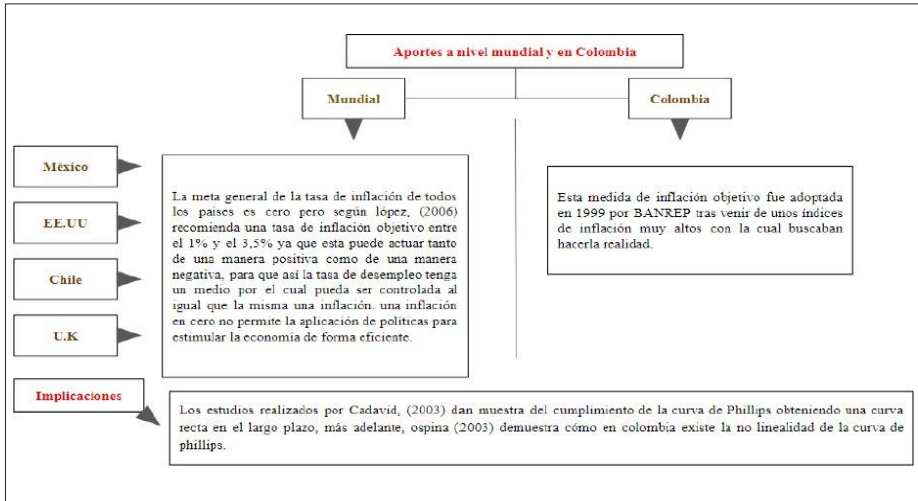 Aportes a nivel mundial y en Colombia
Mundial
Colombia
México
EE.UU
Chile
U.K
La meta general de la tasa de inflación de todos
los países es cero pero según lópez, (2006)
recomienda una tasa de inflación objetivo entre
el 1% y el 3,5% ya que esta puede actuar tanto
de una manera positiva como de una manera
negativa, para que así la tasa de desempleo tenga
un medio por el cual pueda ser controlada al
igual que la misma una inflación. una inflación
en cero no permite la aplicación de políticas para
estimular la economía de forma eficiente.
Esta medida de inflación objetivo fue adoptada
en 1999 por BANREP tras venir de unos índices
de inflación muy altos con la cual buscaban
hacerla realidad.
Implicaciones
Los estudios realizados por Cadavid, (2003) dan muestra del cumplimiento de la curva de Phillips obteniendo una curva
recta en el largo plazo, más adelante, ospina (2003) demuestra cómo en colombia existe la no linealidad de la curva de
phillips.